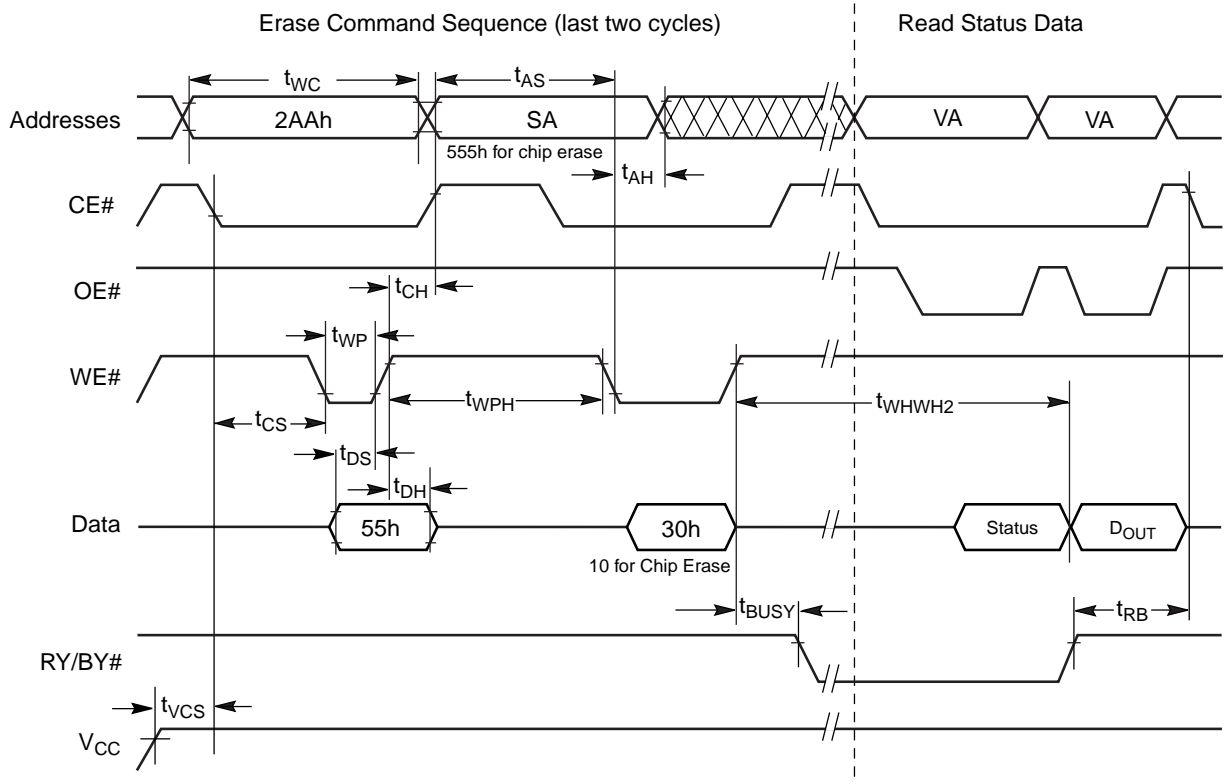 Erase Command Sequence (last two cycles)
Read Status Data
tWC
tAS
Addresses
2AAh
SA
VA
VA
555h for chip erase
tAH
CE#
OE#
tCH
tWP
WE#
tWPH
tWHWH2
tCS
tDS
tDH
Data
55h
30h
Status
DOUT
10 for Chip Erase
tBUSY
tRB
RY/BY#
tVCS
VCC